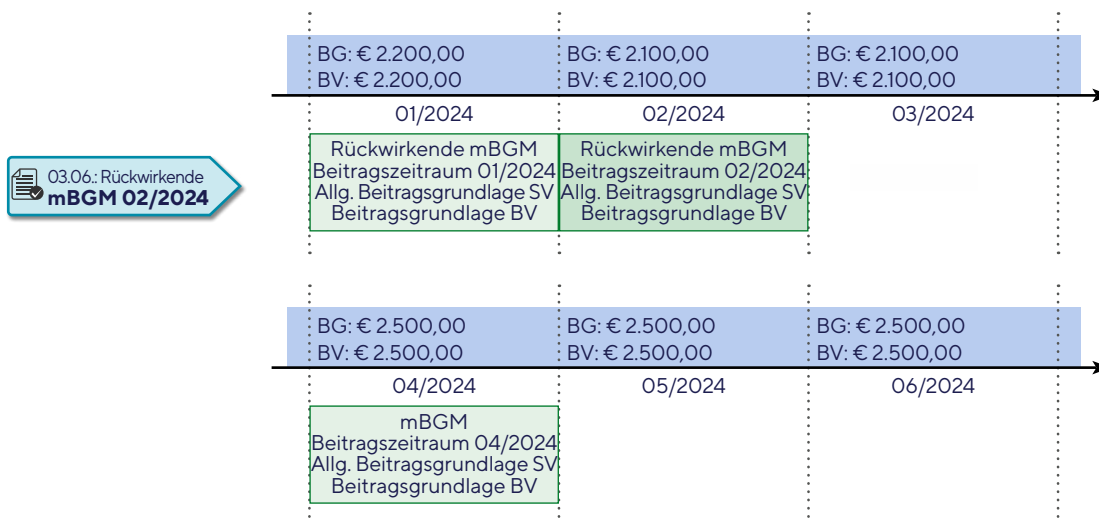 BG: € 2.200,00
BV: € 2.200,00
BG: € 2.100,00
BV: € 2.100,00
BG: € 2.100,00
BV: € 2.100,00
01/2024
02/2024
03/2024
03.06.: Rückwirkende
mBGM 02/2024
Rückwirkende mBGM
Beitragszeitraum 01/2024
Allg. Beitragsgrundlage SV
Beitragsgrundlage BV
Rückwirkende mBGM
Beitragszeitraum 02/2024
Allg. Beitragsgrundlage SV
Beitragsgrundlage BV
BG: € 2.500,00
BV: € 2.500,00
BG: € 2.500,00
BV: € 2.500,00
BG: € 2.500,00
BV: € 2.500,00
04/2024
05/2024
06/2024
mBGM
Beitragszeitraum 04/2024
Allg. Beitragsgrundlage SV
Beitragsgrundlage BV